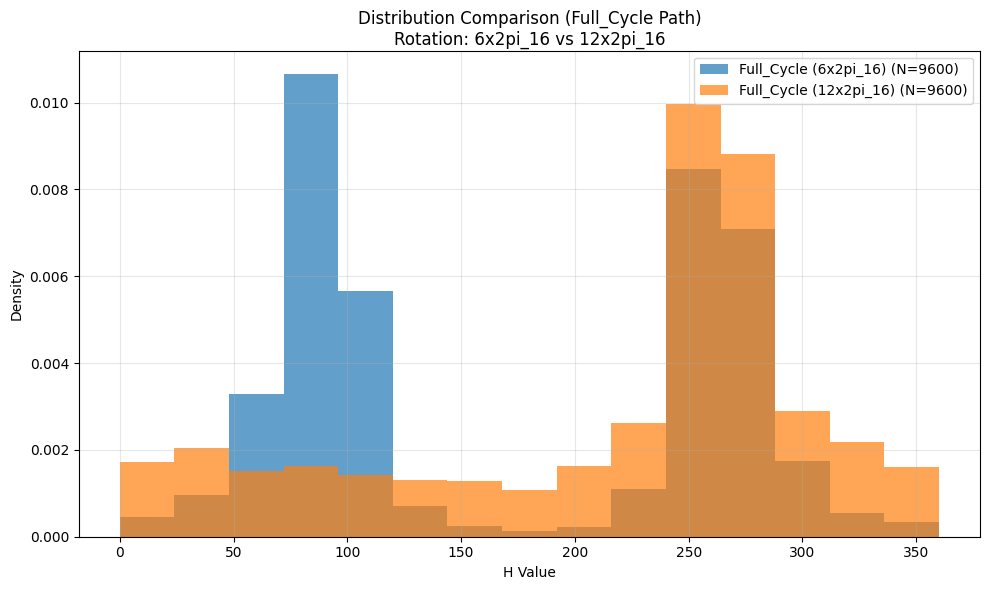 Distribution Comparison (Full_Cycle Path)
Rotation: 6x2pi_16 vs 12x2pi_16
Full_Cycle (6x2pi_16) (N=9600)
Full_Cycle (12x2pi_16) (N=9600)
Density
0.010
0.008
0.006
0.004
0.002
0.000
0 50 100 150 200 250 300 350
H Value